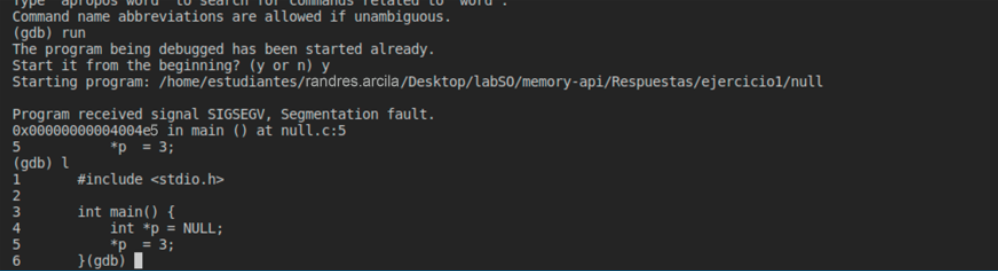 Type "apropos word" to search for commands related to "word".
Command name abbreviations are allowed if unambiguous.
(gdb) run
The program being debugged has been started already.
Start it from the beginning? (y or n) y
Starting program: /home/estudiantes/randres.arcila/Desktop/labSO/memory-api/Respuestas/ejercicio1/null
Program received signal SIGSEGV, Segmentation fault.
0x00000000004004e5 in main () at null.c:5
5 *p = 3;
(gdb) l
1 #include <stdio.h>
2
3 int main() {
4 int *p = NULL;
5 *p = 3;
6 }(gdb)